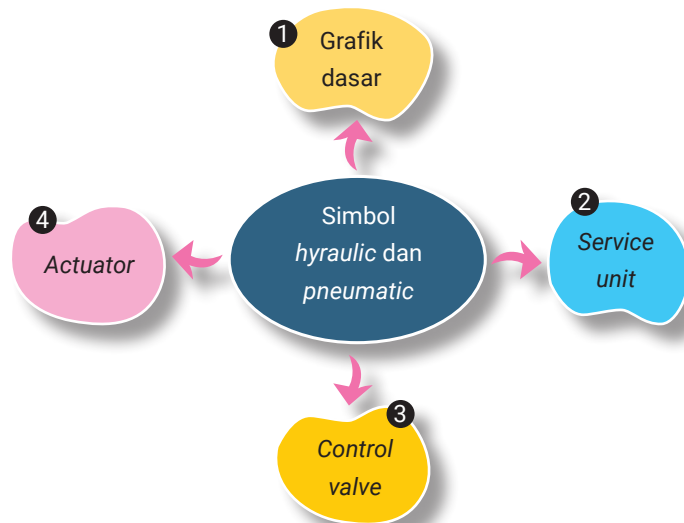 1
Grafik
dasar
Simbol
hyraulic dan
pneumatic
2
Service
unit
3
Control
valve
4
Actuator